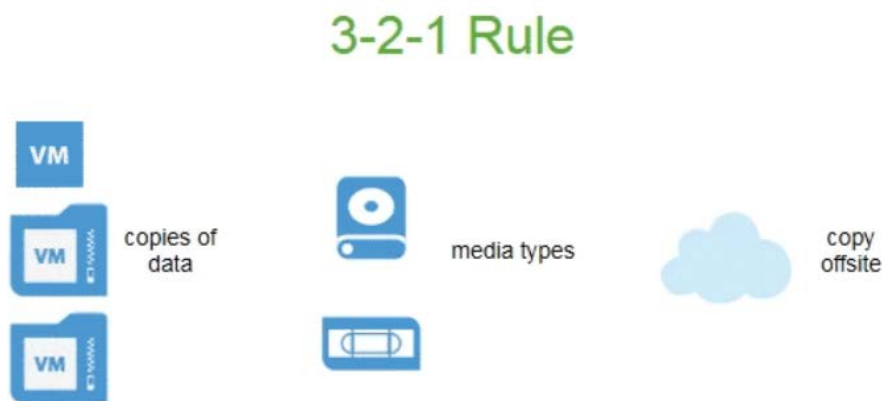 3-2-1 Rule
VM
VM
VM
copies of
data
media types
copy
offsite